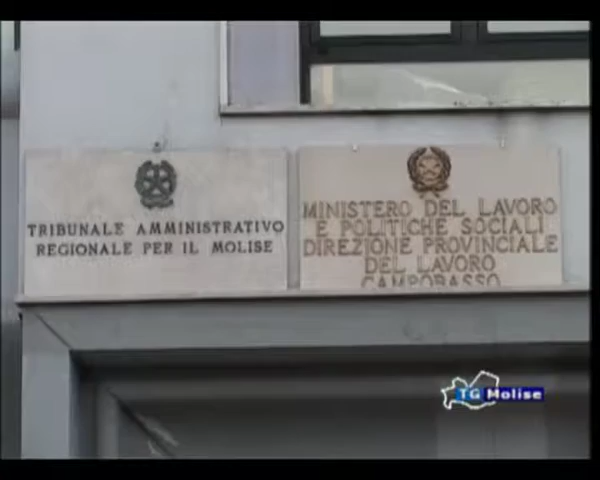 TRIBUNALE AMMINISTRATIVO
REGIONALE PER IL MOLISE
MINISTERO DEL LAVORO
E POLITICHE SOCIALI
DIREZIONE PROVINCIALE
DEL LAVORO
CAMPOBASSO
TG Molise